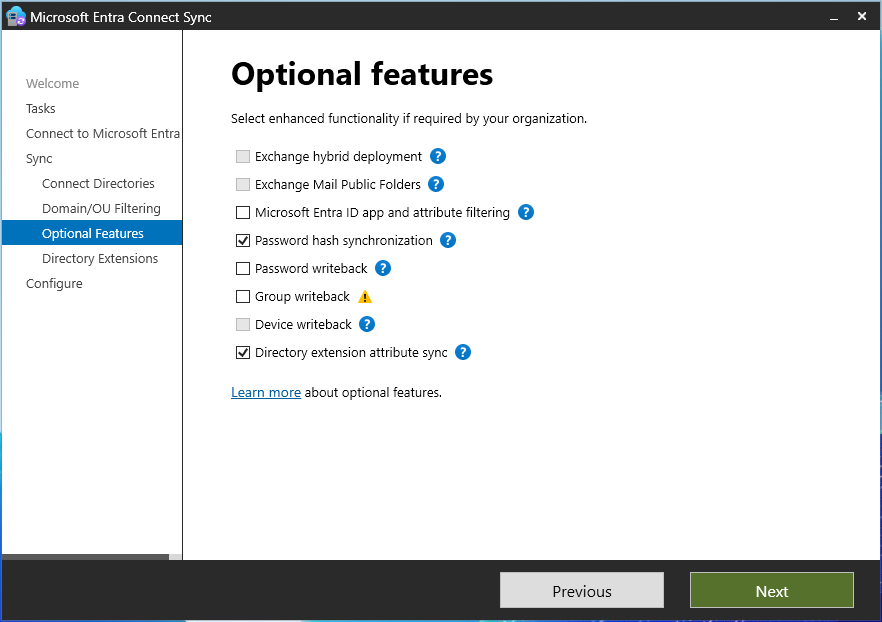 Microsoft Entra Connect Sync
Welcome
Tasks
Connect to Microsoft Entra
Sync
Connect Directories
Domain/OU Filtering
Optional Features
Directory Extensions
Configure
Optional features
Select enhanced functionality if required by your organization.
Exchange hybrid deployment ?
Exchange Mail Public Folders ?
Microsoft Entra ID app and attribute filtering ?
Password hash synchronization ?
Password writeback ?
Group writeback !
Device writeback ?
Directory extension attribute sync ?
Learn more about optional features.
Previous
Next